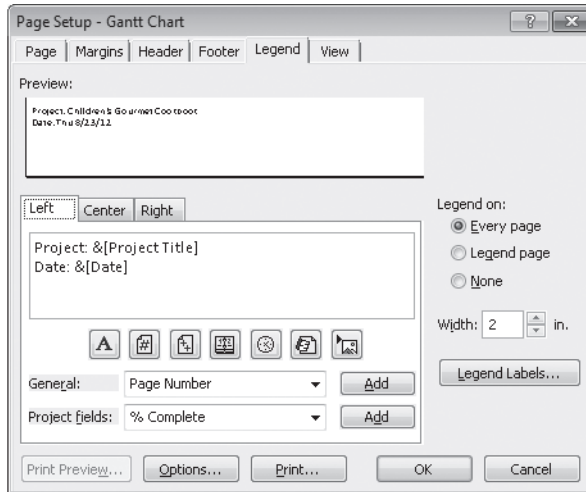 Page Setup - Gantt Chart
Page Margins Header Footer Legend View
Preview:
Project: Children's Gourmet Cookbook
Date: Thu 8/23/12
Left Center Right
Project: &[Project Title]
Date: &[Date]
General: Page Number Add
Project fields: % Complete Add
Legend on:
Every page
Legend page
None
Width: 2 in.
Legend Labels...
Print Preview... Options... Print... OK Cancel